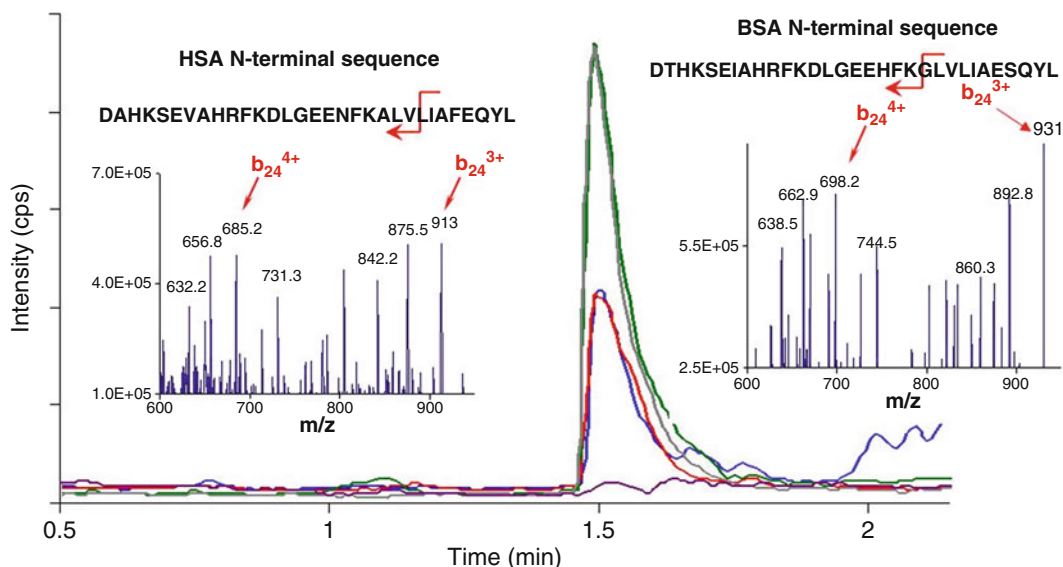 HSA N-terminal sequence
DAHKSEVAHRFKDLGEENFKALVLIAFEQYL
b24 4+
b24 3+
7.0E+05
4.0E+05
1.0E+05
632.2
656.8
685.2
731.3
842.2
875.5
913
600
700
800
900
m/z
BSA N-terminal sequence
DTHKSEIAHRFKDLGEEHFKGLVLIAESQYL
b24 4+
b24 3+
931
5.5E+05
2.5E+05
638.5
662.9
698.2
744.5
860.3
892.8
600
700
800
900
m/z
Intensity (cps)
0.5
1
1.5
2
Time (min)